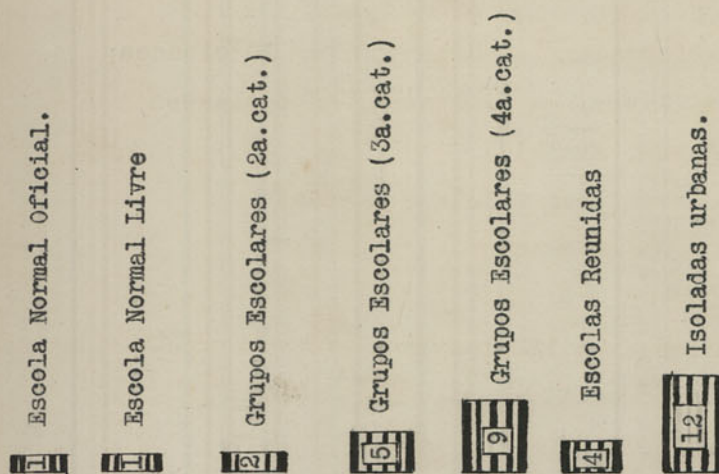 1 Escola Normal Oficial.
1 Escola Normal Livre
2 Grupos Escolares (2a.cat.)
5 Grupos Escolares (3a.cat.)
9 Grupos Escolares (4a.cat.)
4 Escolas Reunidas
12 Isoladas urbanas.